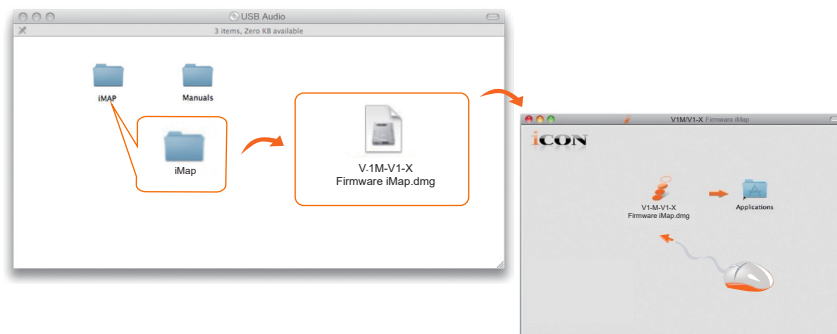 USB Audio
3 items, Zero KB available
iMAP
Manuals
iMap
V.1M-V1-X
Firmware iMap.dmg
V1M/V1-X Firmware iMap
iCON
V1-M-V1-X
Firmware iMap.dmg
Applications